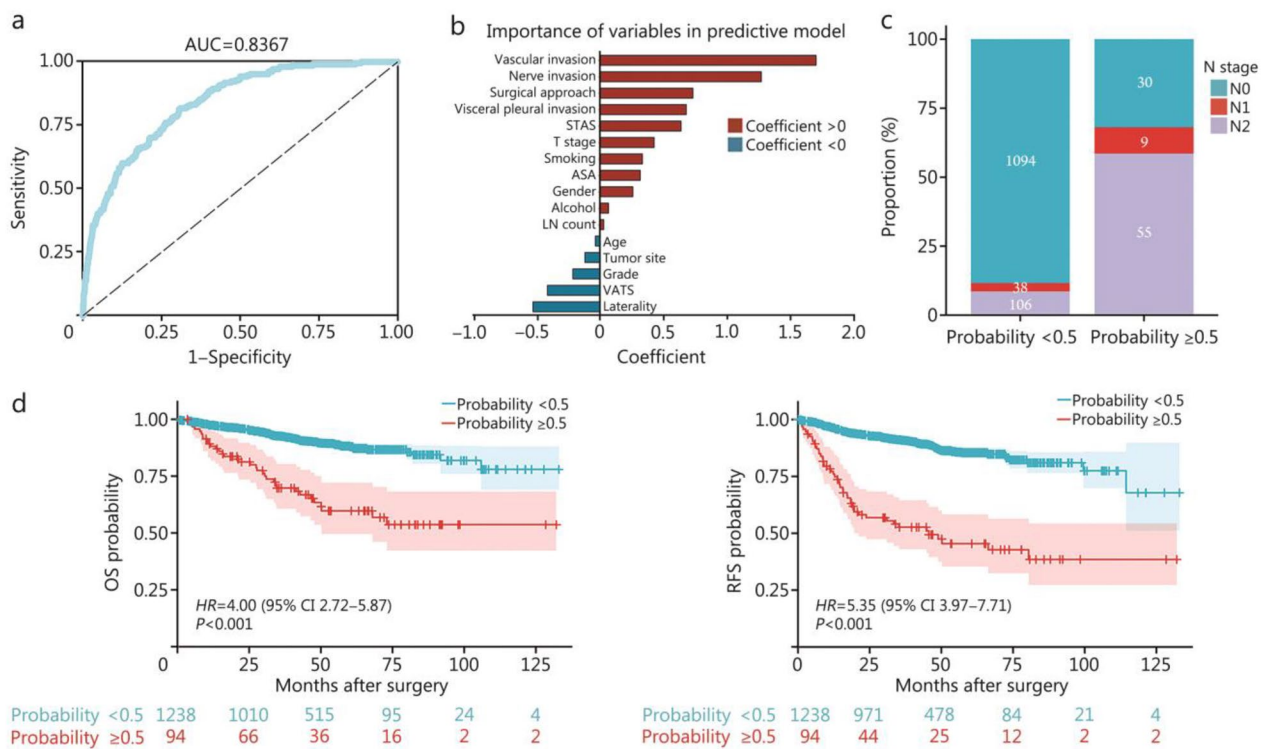 a
AUC=0.8367
1.00
0.75
0.50
0.25
0
0.25
0.50
0.75
1.00
Sensitivity
1–Specificity
b
Importance of variables in predictive model
Vascular invasion
Nerve invasion
Surgical approach
Visceral pleural invasion
STAS
T stage
Smoking
ASA
Gender
Alcohol
LN count
Age
Tumor site
Grade
VATS
Laterality
Coefficient >0
Coefficient <0
–1.0
–0.5
0
0.5
1.0
1.5
2.0
Coefficient
c
100
75
50
25
0
Proportion (%)
1094
38
106
30
9
55
N stage
N0
N1
N2
Probability <0.5
Probability ≥0.5
d
Probability <0.5
Probability ≥0.5
1.00
0.75
0.50
0.25
OS probability
HR=4.00 (95% CI 2.72–5.87)
P<0.001
0
25
50
75
100
125
Months after surgery
Probability <0.5 1238 1010 515 95 24 4
Probability ≥0.5 94 66 36 16 2 2
Probability <0.5
Probability ≥0.5
1.00
0.75
0.50
0.25
RFS probability
HR=5.35 (95% CI 3.97–7.71)
P<0.001
0
25
50
75
100
125
Months after surgery
Probability <0.5 1238 971 478 84 21 4
Probability ≥0.5 94 44 25 12 2 2